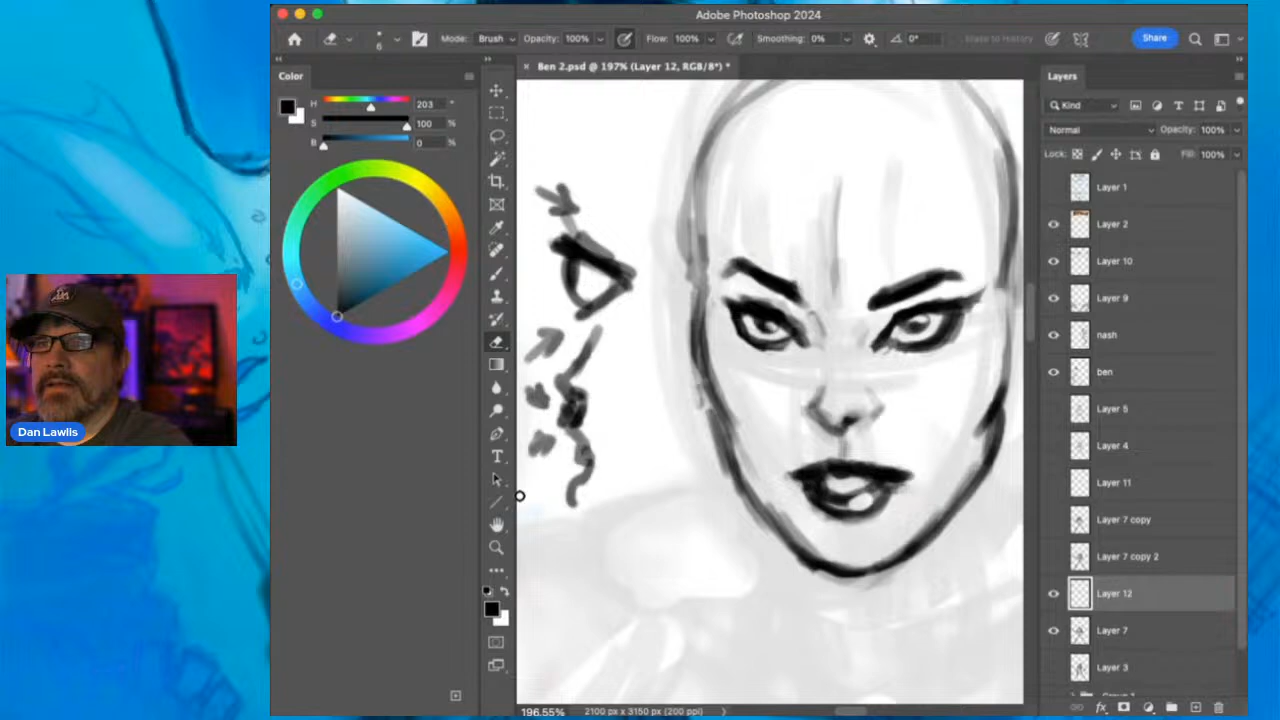 Adobe Photoshop 2024
Mode: Brush Opacity: 100% Flow: 100% Smoothing: 0% 0° Erase to History Share
Color
× Ben 2.psd @ 197% (Layer 12, RGB/8*) *
Layers
H 203 °
S 100 %
B 0 %
Kind
Normal Opacity: 100%
Lock: Fill: 100%
Layer 1
Layer 2
Layer 10
Layer 9
nash
ben
Layer 5
Layer 4
Layer 11
Layer 7 copy
Layer 7 copy 2
Layer 12
Layer 7
Layer 3
Dan Lawlis
196.55% 2100 px x 3150 px (200 ppi)